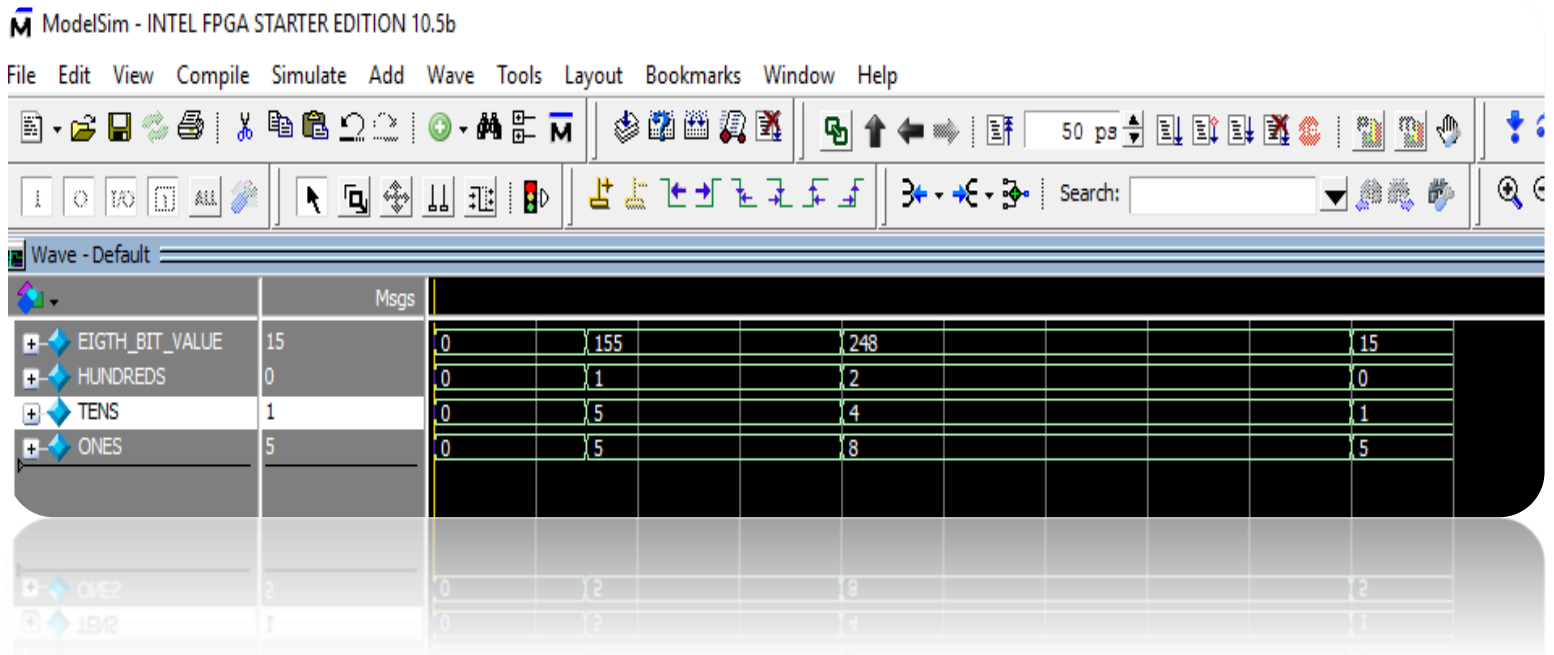 ModelSim - INTEL FPGA STARTER EDITION 10.5b
File Edit View Compile Simulate Add Wave Tools Layout Bookmarks Window Help
50 ps
I/O ALL Search:
Wave - Default
Msgs
EIGTH_BIT_VALUE 15 0 155 248 15
HUNDREDS 0 0 1 2 0
TENS 1 0 5 4 1
ONES 5 0 5 8 5